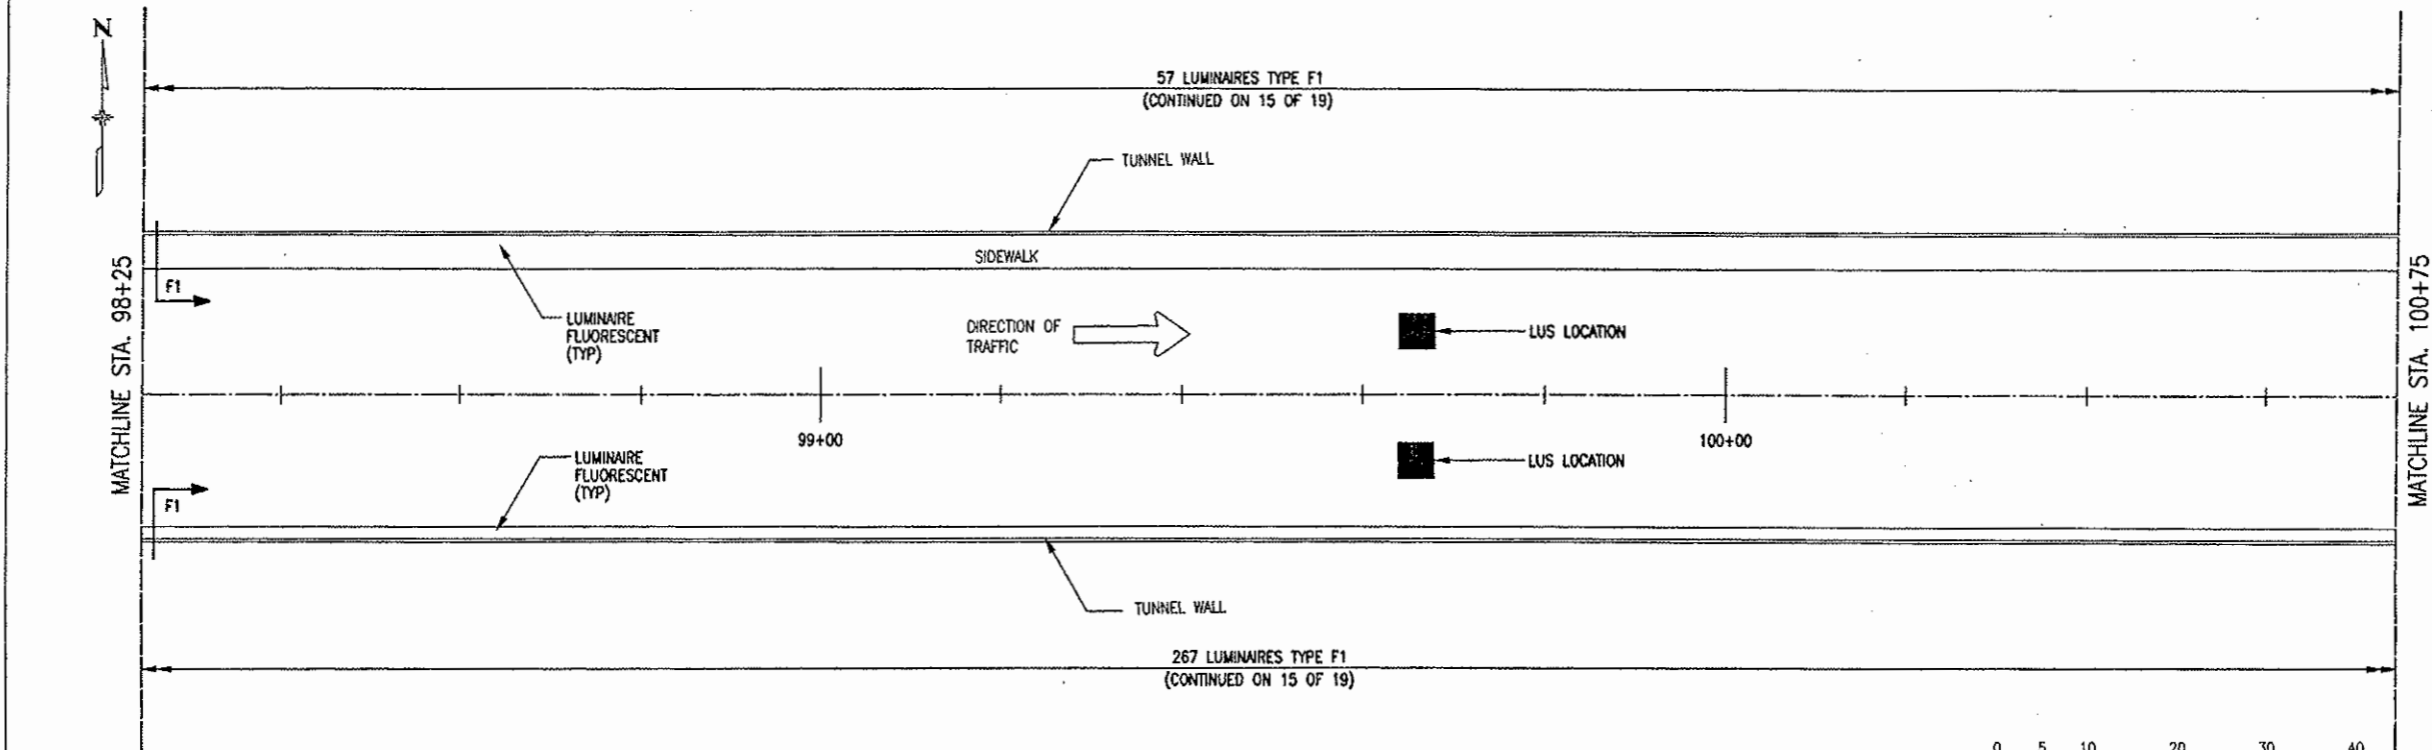 N
57 LUMINAIRES TYPE F1
(CONTINUED ON 15 OF 19)
TUNNEL WALL
SIDEWALK
MATCHLINE STA. 98+25
F1
LUMINAIRE
FLUORESCENT
(TYP)
DIRECTION OF
TRAFFIC
LUS LOCATION
MATCHLINE STA. 100+75
99+00
100+00
LUMINAIRE
FLUORESCENT
(TYP)
LUS LOCATION
F1
TUNNEL WALL
267 LUMINAIRES TYPE F1
(CONTINUED ON 15 OF 19)
0 5 10 20 30 40